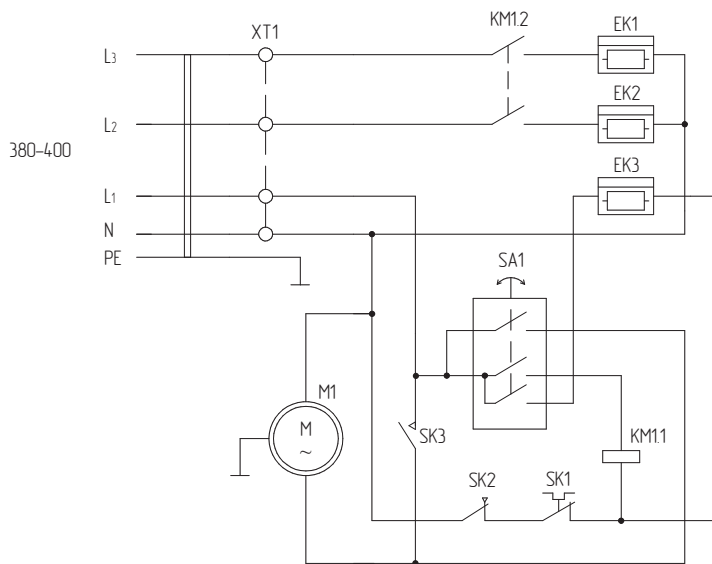 XT1
KM1.2
EK1
L3
EK2
L2
380-400
EK3
L1
N
PE
SA1
M1
M
~
SK3
KM1.1
SK2
SK1